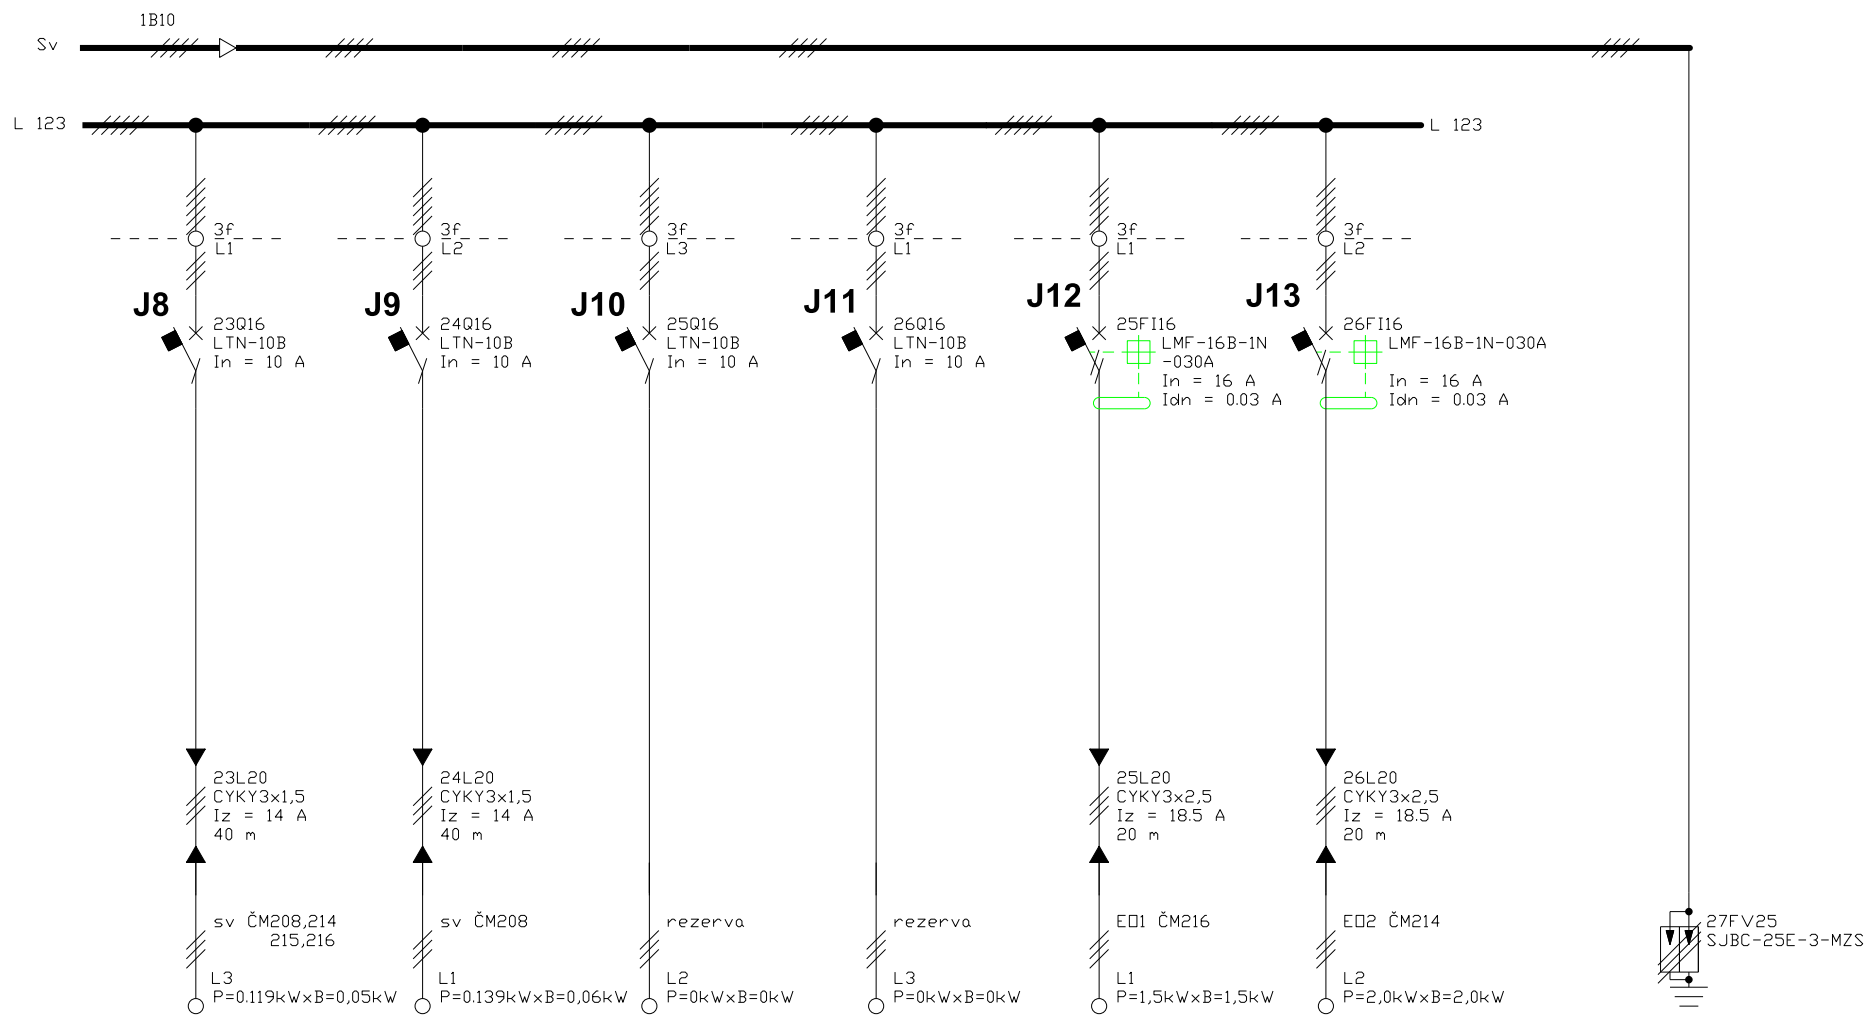 1B10
Sv
L 123
L 123
3f
L1
3f
L2
3f
L3
3f
L1
3f
L1
3f
L2
J8
23Q16
LTN-10B
In = 10 A
J9
24Q16
LTN-10B
In = 10 A
J10
25Q16
LTN-10B
In = 10 A
J11
26Q16
LTN-10B
In = 10 A
J12
25FI16
LMF-16B-1N
-030A
In = 16 A
Idn = 0.03 A
J13
26FI16
LMF-16B-1N-030A
In = 16 A
Idn = 0.03 A
23L20
CYKY3x1,5
Iz = 14 A
40 m
24L20
CYKY3x1,5
Iz = 14 A
40 m
25L20
CYKY3x2,5
Iz = 18.5 A
20 m
26L20
CYKY3x2,5
Iz = 18.5 A
20 m
sv ČM208,214
215,216
L3
P=0.119kWxB=0,05kW
sv ČM208
L1
P=0.139kWxB=0,06kW
rezerva
L2
P=0kWxB=0kW
rezerva
L3
P=0kWxB=0kW
EO1 ČM216
L1
P=1,5kWxB=1,5kW
EO2 ČM214
L2
P=2,0kWxB=2,0kW
27FV25
SJBC-25E-3-MZS